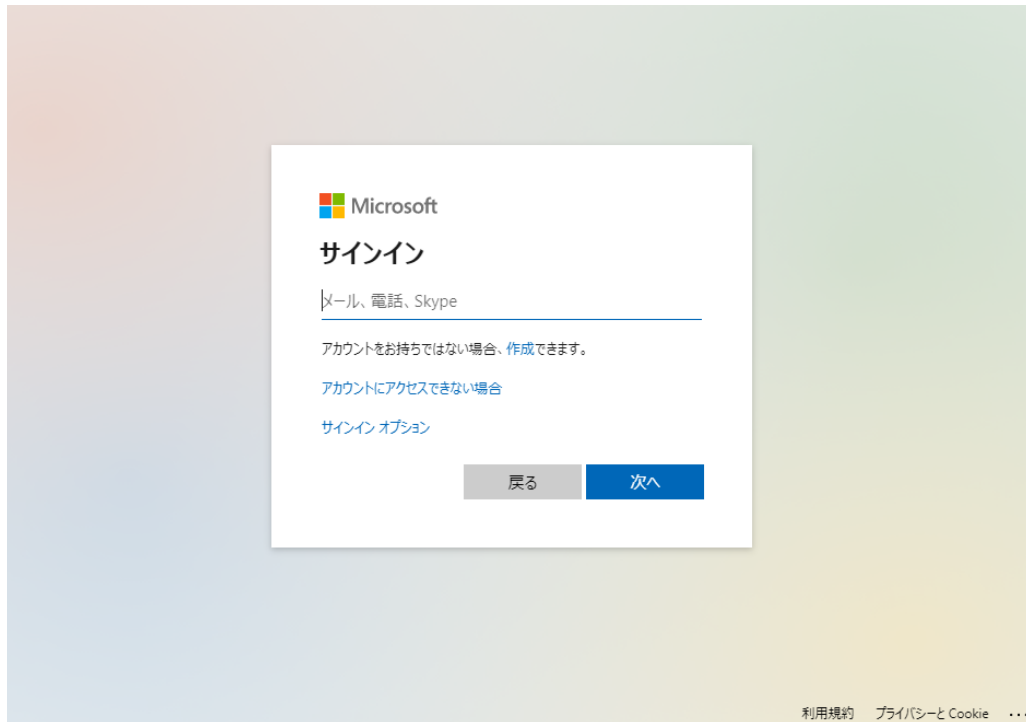 Microsoft
サインイン
メール、電話、Skype
アカウントをお持ちではない場合、作成できます。
アカウントにアクセスできない場合
サインイン オプション
戻る
次へ
利用規約 プライバシーと Cookie ...